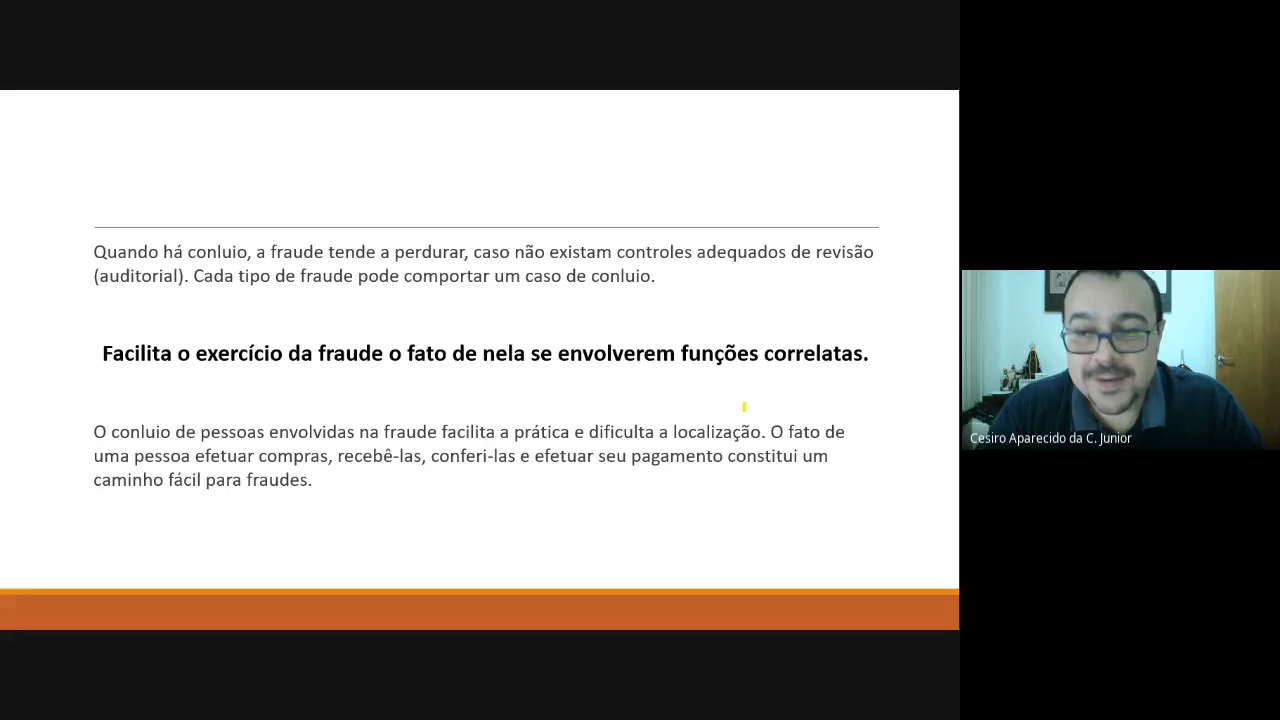 Quando há conluio, a fraude tende a perdurar, caso não existam controles adequados de revisão
(auditorial). Cada tipo de fraude pode comportar um caso de conluio.
Facilita o exercício da fraude o fato de nela se envolverem funções correlatas.
O conluio de pessoas envolvidas na fraude facilita a prática e dificulta a localização. O fato de
uma pessoa efetuar compras, recebê-las, conferi-las e efetuar seu pagamento constitui um
caminho fácil para fraudes.
Cesiro Aparecido da C. Junior